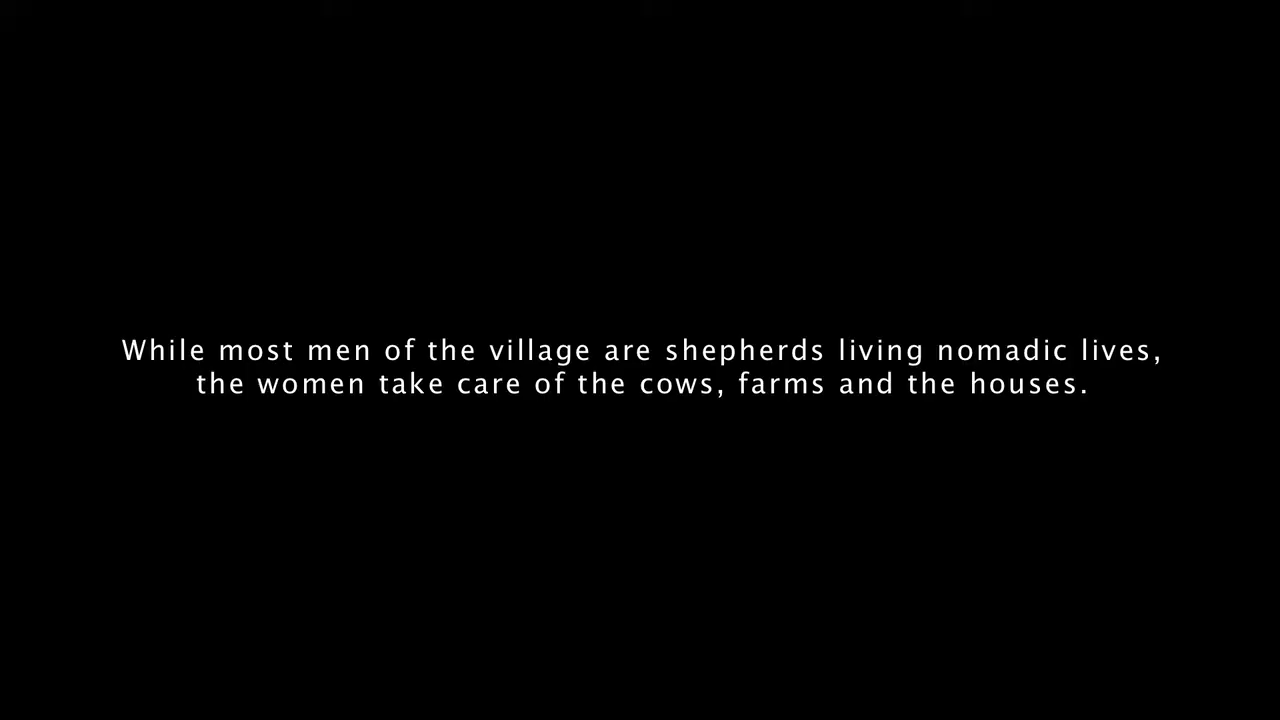 While most men of the village are shepherds living nomadic lives,
the women take care of the cows, farms and the houses.